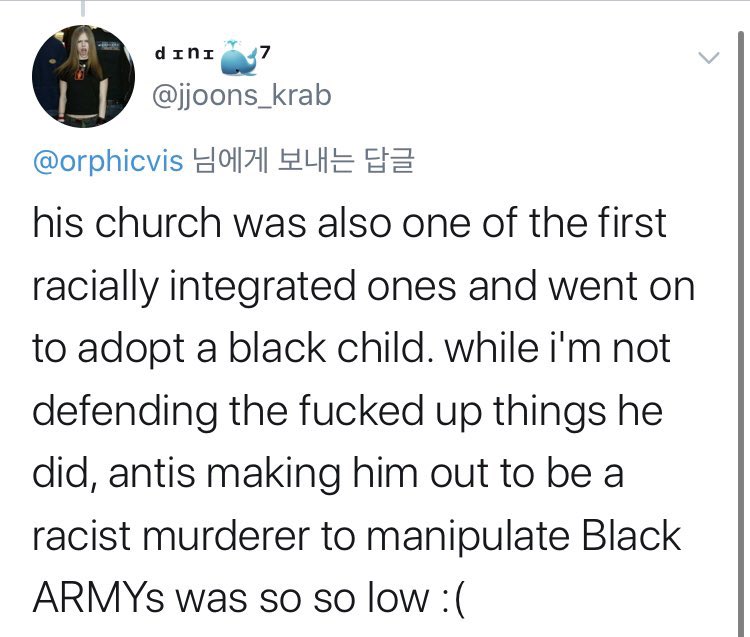 dɪnɪ🐳7
@jjoons_krab
@orphicvis 님에게 보내는 답글
his church was also one of the first
racially integrated ones and went on
to adopt a black child. while i'm not
defending the fucked up things he
did, antis making him out to be a
racist murderer to manipulate Black
ARMYs was so so low :(